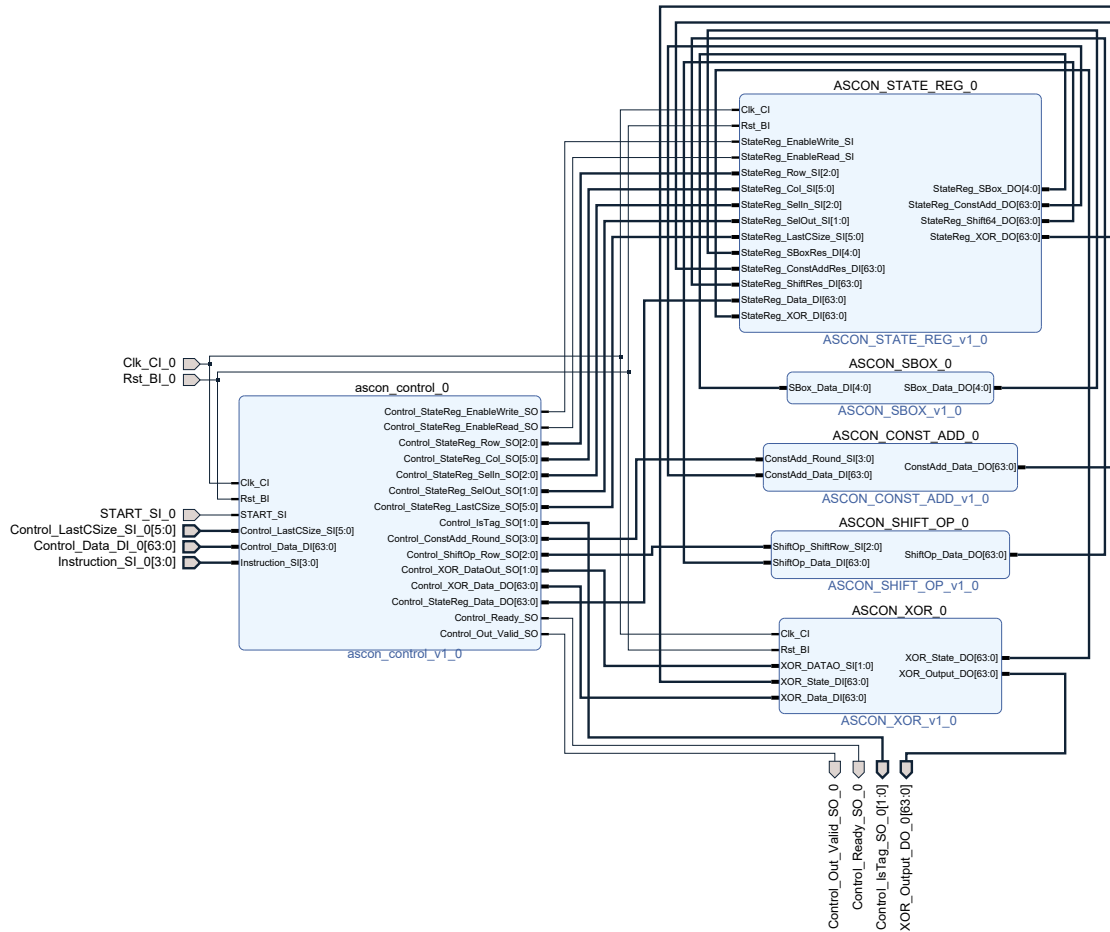 ASCON_STATE_REG_0
Clk_CI
Rst_BI
StateReg_EnableWrite_SI
StateReg_EnableRead_SI
StateReg_Row_SI[2:0]
StateReg_Col_SI[5:0]
StateReg_SelIn_SI[2:0]
StateReg_SelOut_SI[1:0]
StateReg_LastCSize_SI[5:0]
StateReg_SBoxRes_DI[4:0]
StateReg_ConstAddRes_DI[63:0]
StateReg_ShiftRes_DI[63:0]
StateReg_Data_DI[63:0]
StateReg_XOR_DI[63:0]
StateReg_SBox_DO[4:0]
StateReg_ConstAdd_DO[63:0]
StateReg_Shift64_DO[63:0]
StateReg_XOR_DO[63:0]
ASCON_STATE_REG_v1_0
Clk_CI_0
Rst_BI_0
START_SI_0
Control_LastCSize_SI_0[5:0]
Control_Data_DI_0[63:0]
Instruction_SI_0[3:0]
ascon_control_0
Clk_CI
Rst_BI
START_SI
Control_LastCSize_SI[5:0]
Control_Data_DI[63:0]
Instruction_SI[3:0]
Control_StateReg_EnableWrite_SO
Control_StateReg_EnableRead_SO
Control_StateReg_Row_SO[2:0]
Control_StateReg_Col_SO[5:0]
Control_StateReg_SelIn_SO[2:0]
Control_StateReg_SelOut_SO[1:0]
Control_StateReg_LastCSize_SO[5:0]
Control_IsTag_SO[1:0]
Control_ConstAdd_Round_SO[3:0]
Control_ShiftOp_Row_SO[2:0]
Control_XOR_DataOut_SO[1:0]
Control_XOR_Data_DO[63:0]
Control_StateReg_Data_DO[63:0]
Control_Ready_SO
Control_Out_Valid_SO
ascon_control_v1_0
ASCON_SBOX_0
SBox_Data_DI[4:0]
SBox_Data_DO[4:0]
ASCON_SBOX_v1_0
ASCON_CONST_ADD_0
ConstAdd_Round_SI[3:0]
ConstAdd_Data_DI[63:0]
ConstAdd_Data_DO[63:0]
ASCON_CONST_ADD_v1_0
ASCON_SHIFT_OP_0
ShiftOp_ShiftRow_SI[2:0]
ShiftOp_Data_DI[63:0]
ShiftOp_Data_DO[63:0]
ASCON_SHIFT_OP_v1_0
ASCON_XOR_0
Clk_CI
Rst_BI
XOR_DATAO_SI[1:0]
XOR_State_DI[63:0]
XOR_Data_DI[63:0]
XOR_State_DO[63:0]
XOR_Output_DO[63:0]
ASCON_XOR_v1_0
Control_Out_Valid_SO_0
Control_Ready_SO_0
Control_IsTag_SO_0[1:0]
XOR_Output_DO_0[63:0]